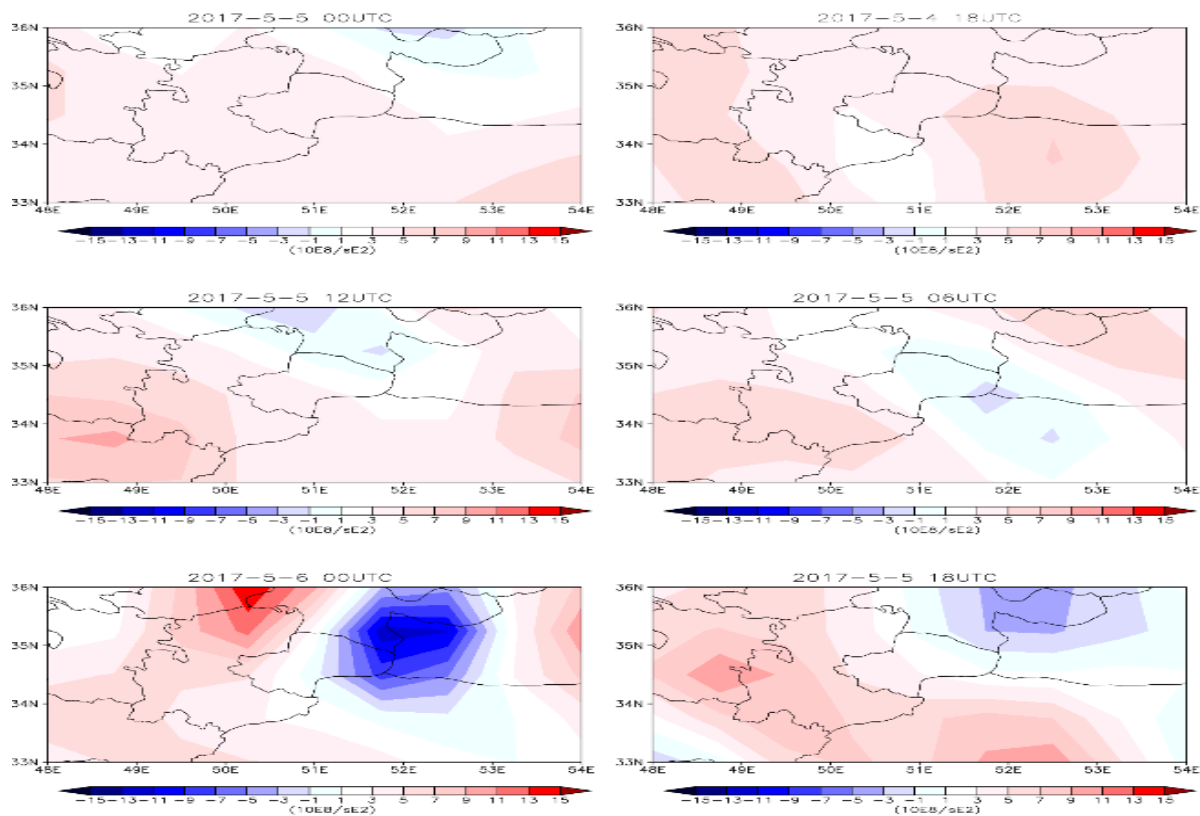 2017-5-5 00UTC
36N
35N
34N
33N
48E 49E 50E 51E 52E 53E 54E
-15 -13 -11 -9 -7 -5 -3 -1 1 3 5 7 9 11 13 15
(10E8/sE2)
2017-5-4 18UTC
36N
35N
34N
33N
48E 49E 50E 51E 52E 53E 54E
-15 -13 -11 -9 -7 -5 -3 -1 1 3 5 7 9 11 13 15
(10E8/sE2)
2017-5-5 12UTC
36N
35N
34N
33N
48E 49E 50E 51E 52E 53E 54E
-15 -13 -11 -9 -7 -5 -3 -1 1 3 5 7 9 11 13 15
(10E8/sE2)
2017-5-5 06UTC
36N
35N
34N
33N
48E 49E 50E 51E 52E 53E 54E
-15 -13 -11 -9 -7 -5 -3 -1 1 3 5 7 9 11 13 15
(10E8/sE2)
2017-5-6 00UTC
36N
35N
34N
33N
48E 49E 50E 51E 52E 53E 54E
-15 -13 -11 -9 -7 -5 -3 -1 1 3 5 7 9 11 13 15
(10E8/sE2)
2017-5-5 18UTC
36N
35N
34N
33N
48E 49E 50E 51E 52E 53E 54E
-15 -13 -11 -9 -7 -5 -3 -1 1 3 5 7 9 11 13 15
(10E8/sE2)